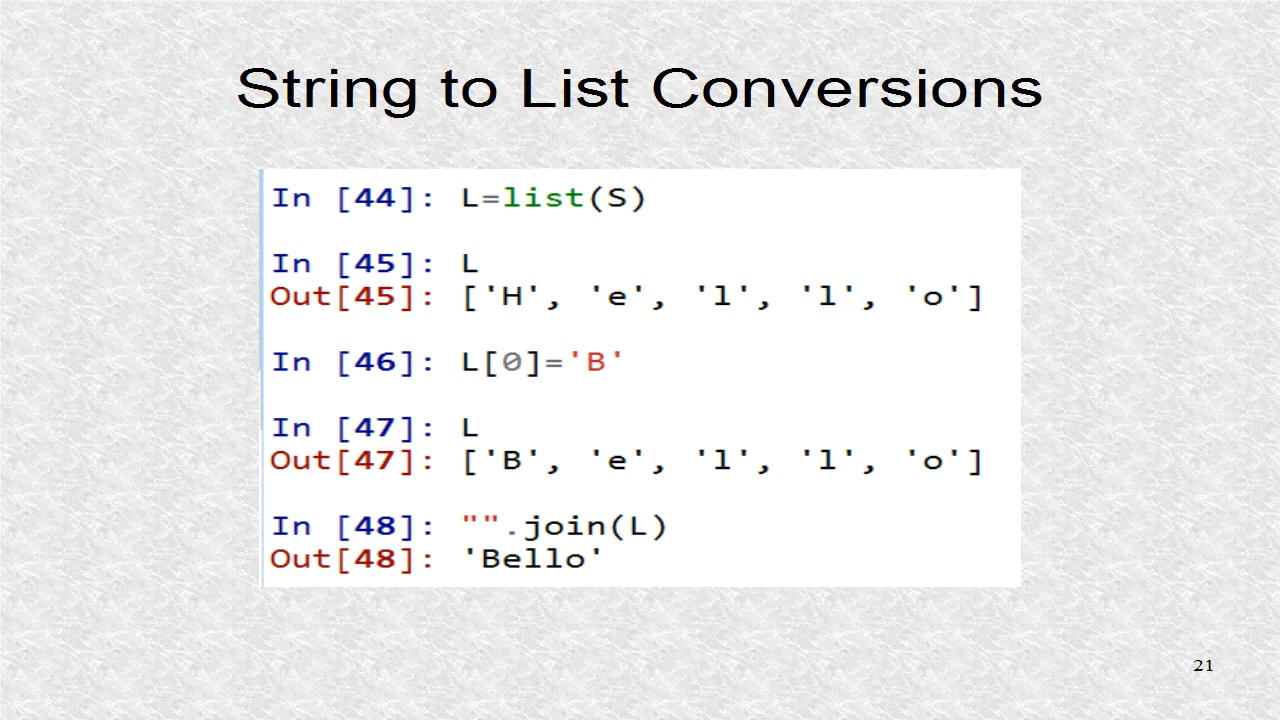 String to List Conversions
In [44]: L=list(S)
In [45]: L
Out[45]: ['H', 'e', 'l', 'l', 'o']
In [46]: L[0]='B'
In [47]: L
Out[47]: ['B', 'e', 'l', 'l', 'o']
In [48]: "".join(L)
Out[48]: 'Bello'
21